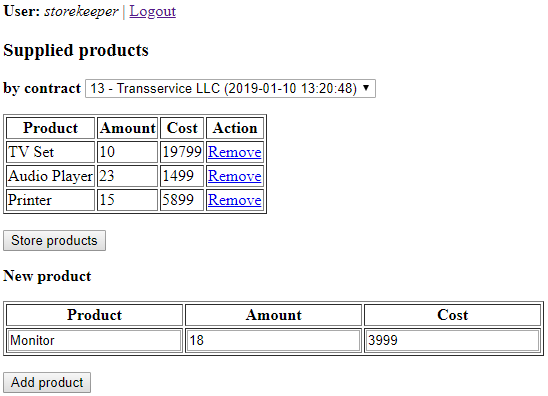 User: storekeeper | Logout
Supplied products
by contract 13 - Transservice LLC (2019-01-10 13:20:48)
Product Amount Cost Action
TV Set 10 19799 Remove
Audio Player 23 1499 Remove
Printer 15 5899 Remove
Store products
New product
Product Amount Cost
Monitor 18 3999
Add product